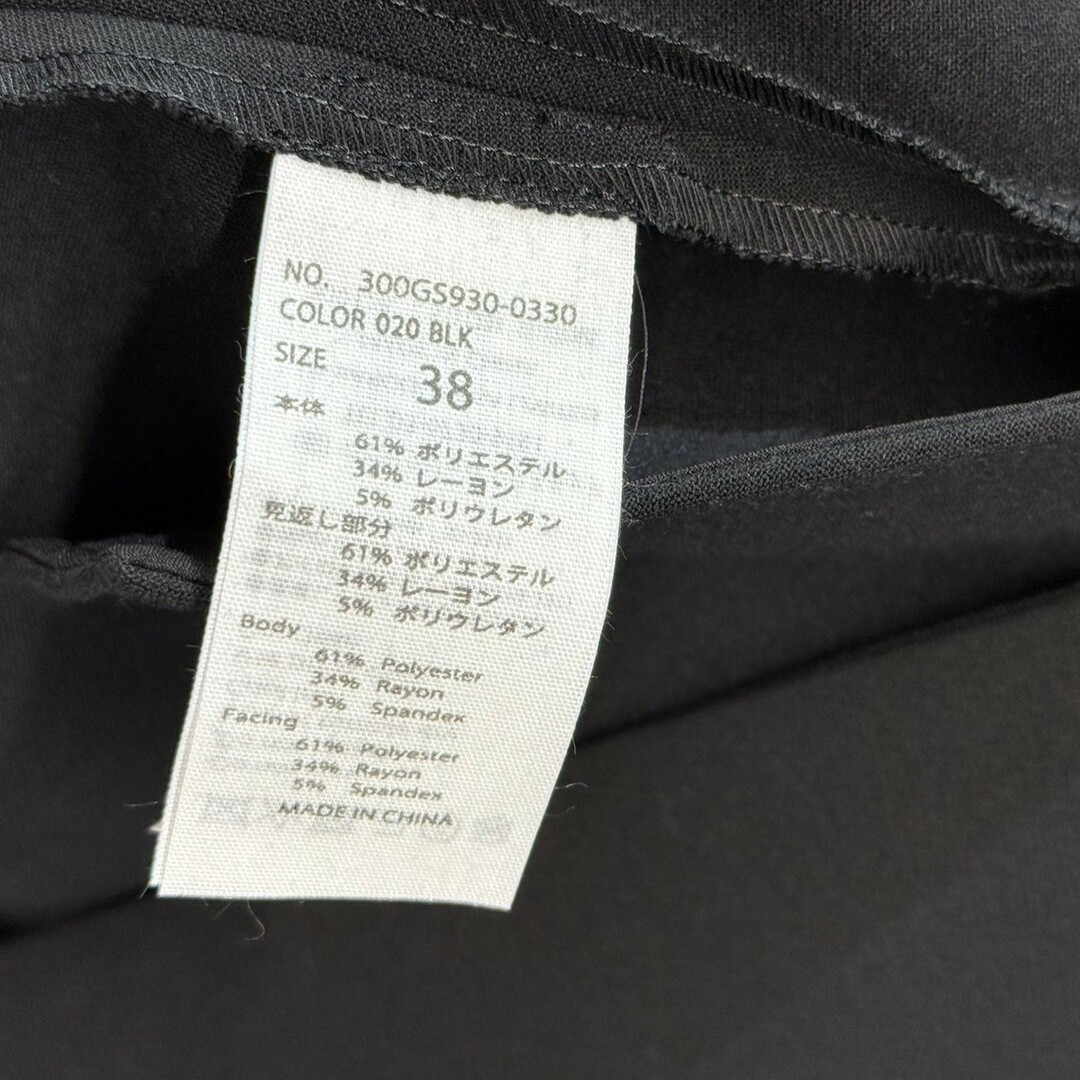 NO. 300GS930-0330
COLOR 020 BLK
SIZE 38
本体
61% ポリエステル
34% レーヨン
5% ポリウレタン
見返し部分
61% ポリエステル
34% レーヨン
5% ポリウレタン
Body
61% Polyester
34% Rayon
5% Spandex
Facing
61% Polyester
34% Rayon
5% Spandex
MADE IN CHINA